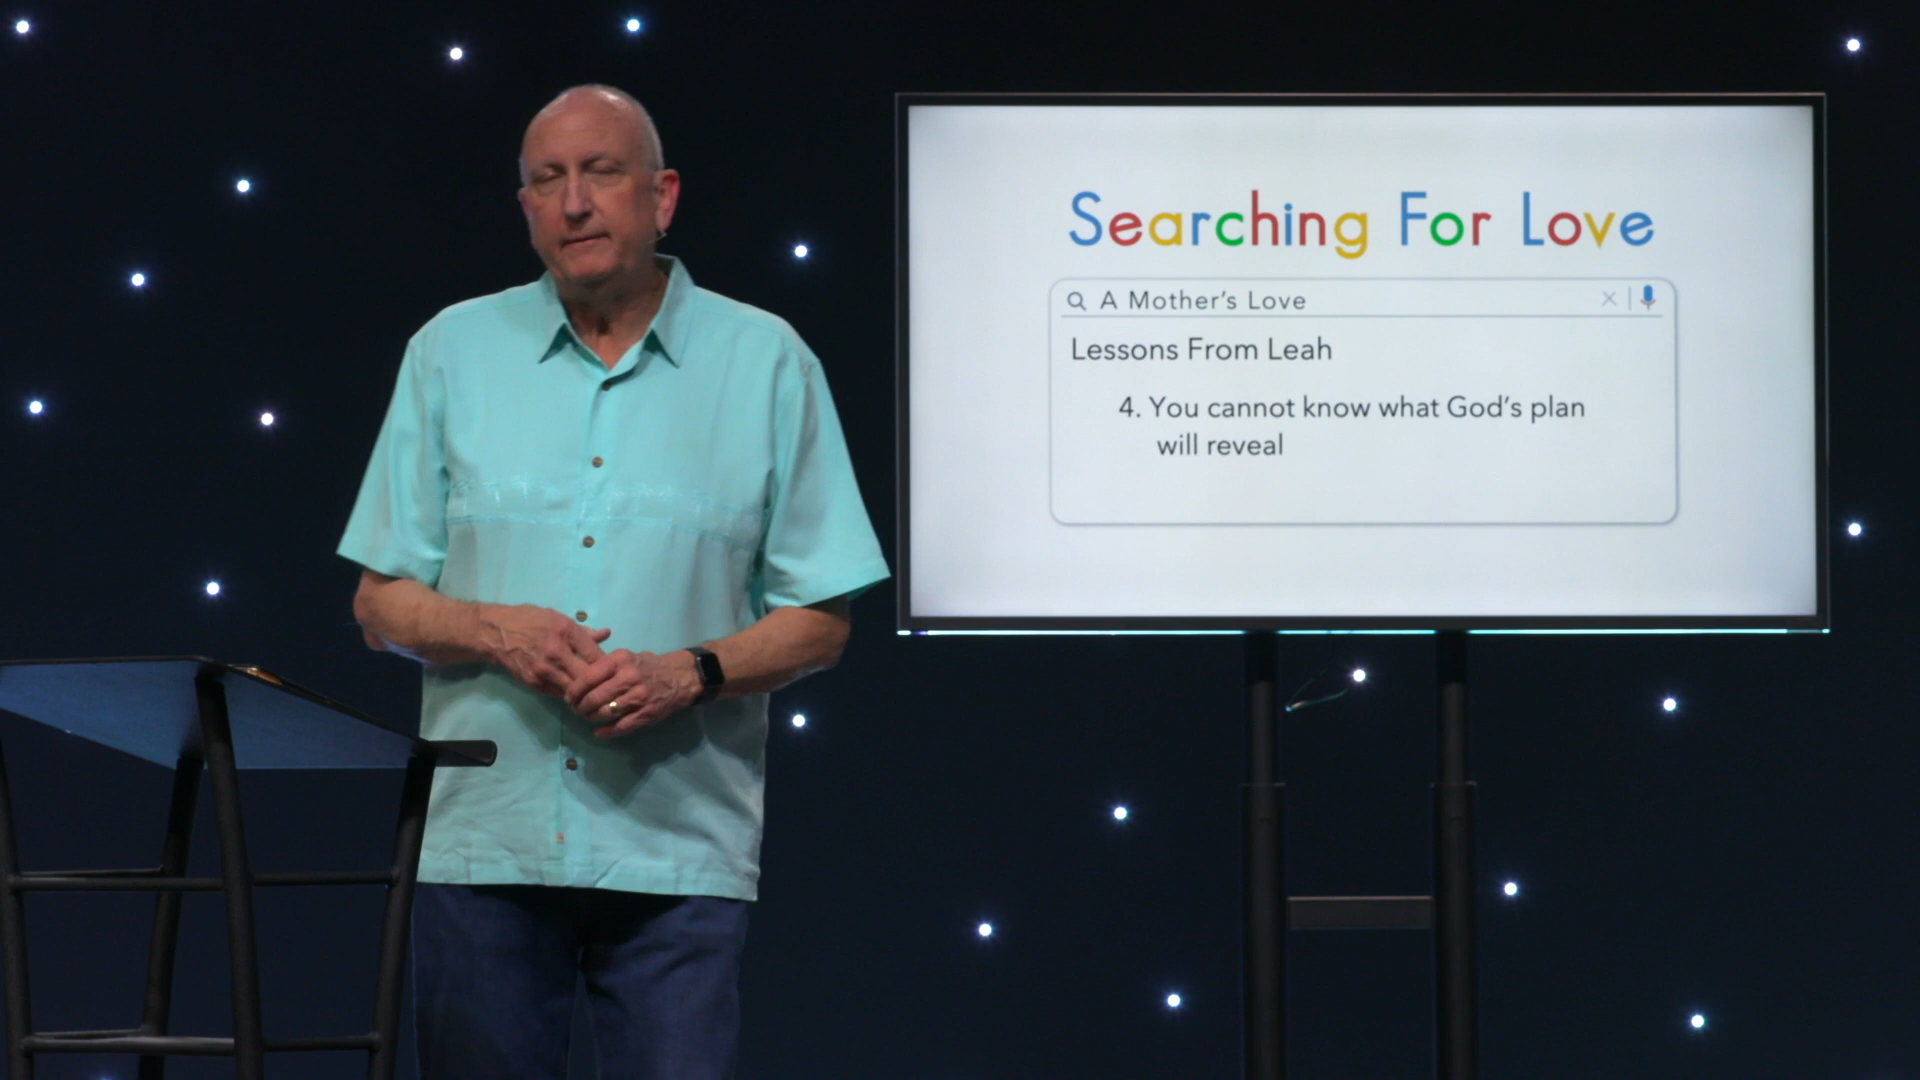 Searching For Love
A Mother's Love
Lessons From Leah
4. You cannot know what God's plan
will reveal